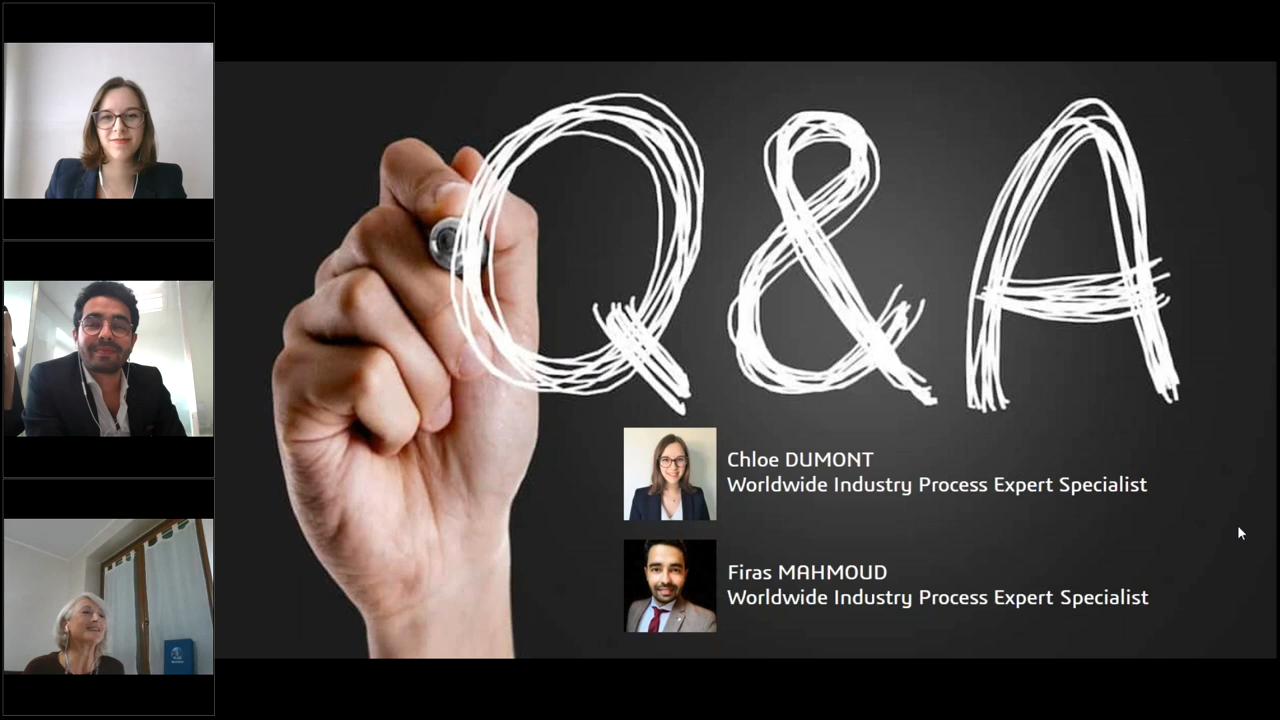 Q&A
Chloe DUMONT
Worldwide Industry Process Expert Specialist
Firas MAHMOUD
Worldwide Industry Process Expert Specialist